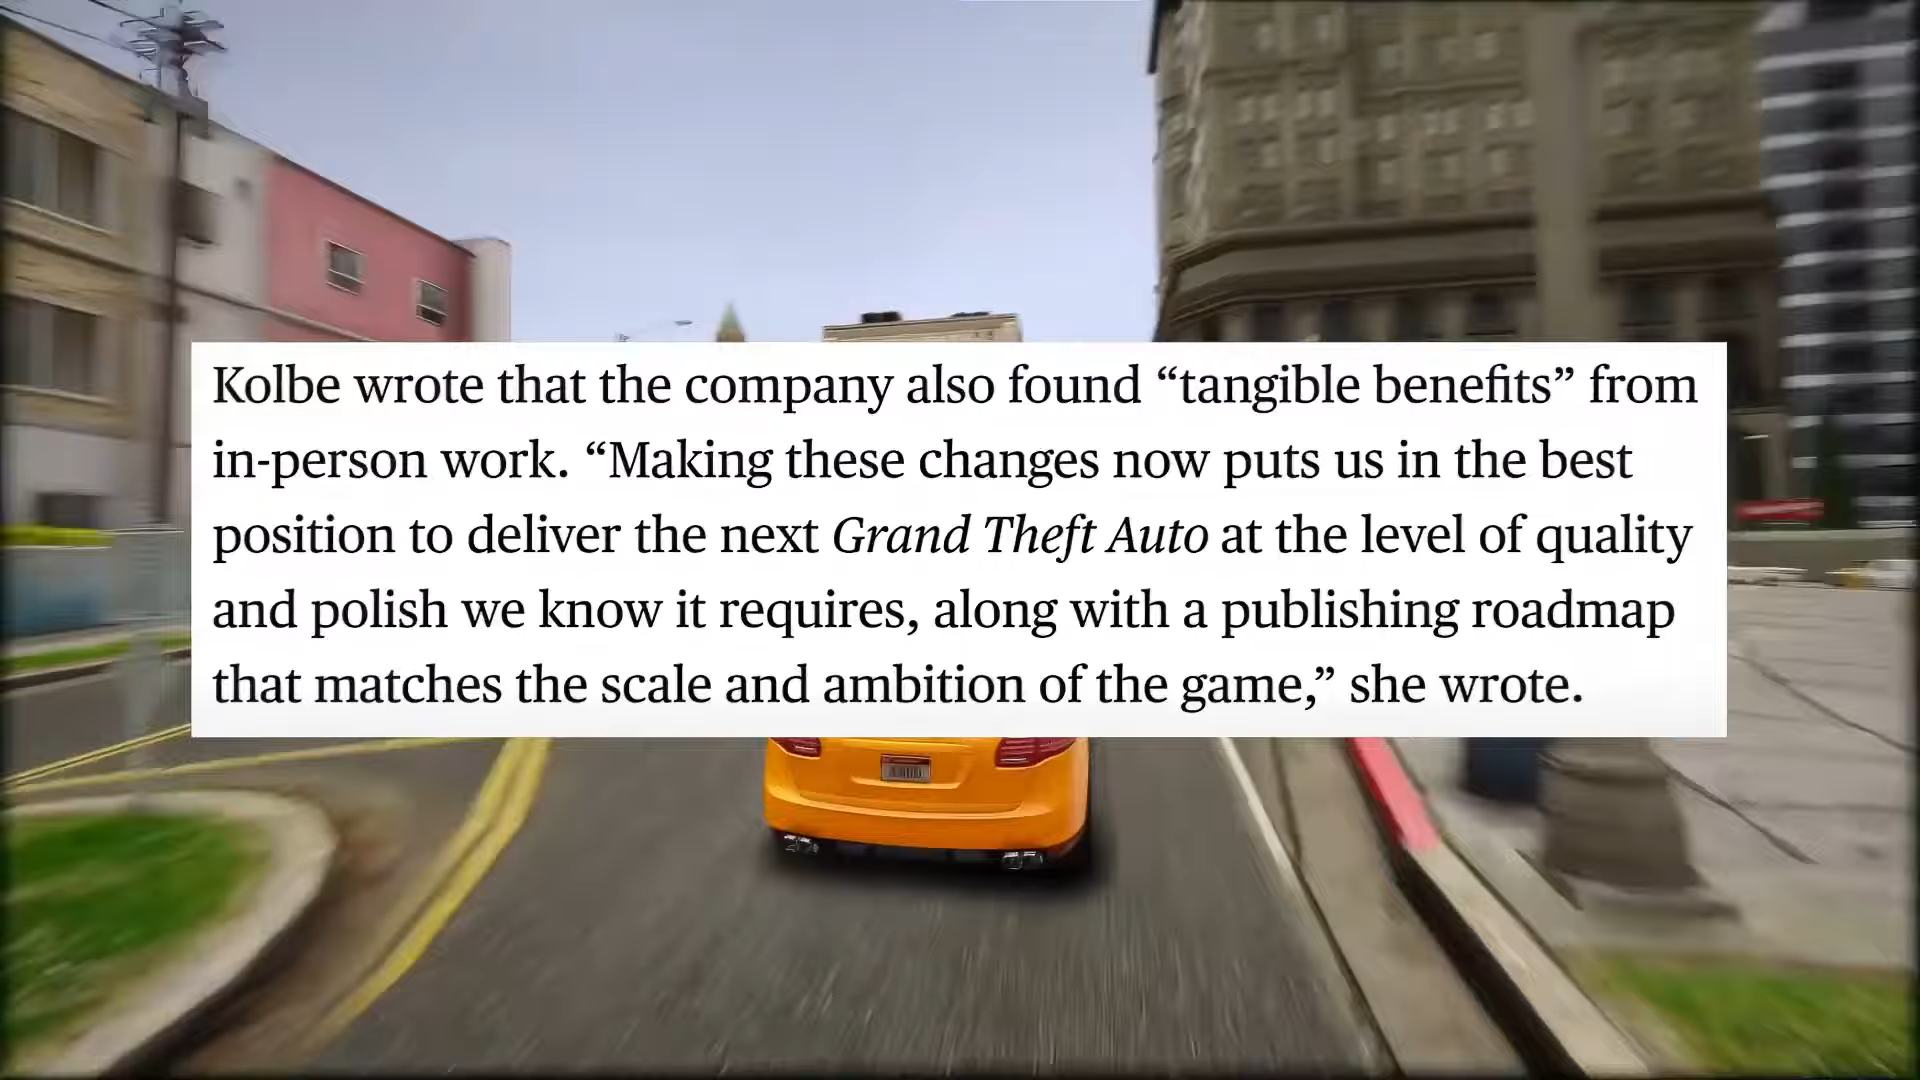 Kolbe wrote that the company also found “tangible benefits” from
in-person work. “Making these changes now puts us in the best
position to deliver the next Grand Theft Auto at the level of quality
and polish we know it requires, along with a publishing roadmap
that matches the scale and ambition of the game,” she wrote.